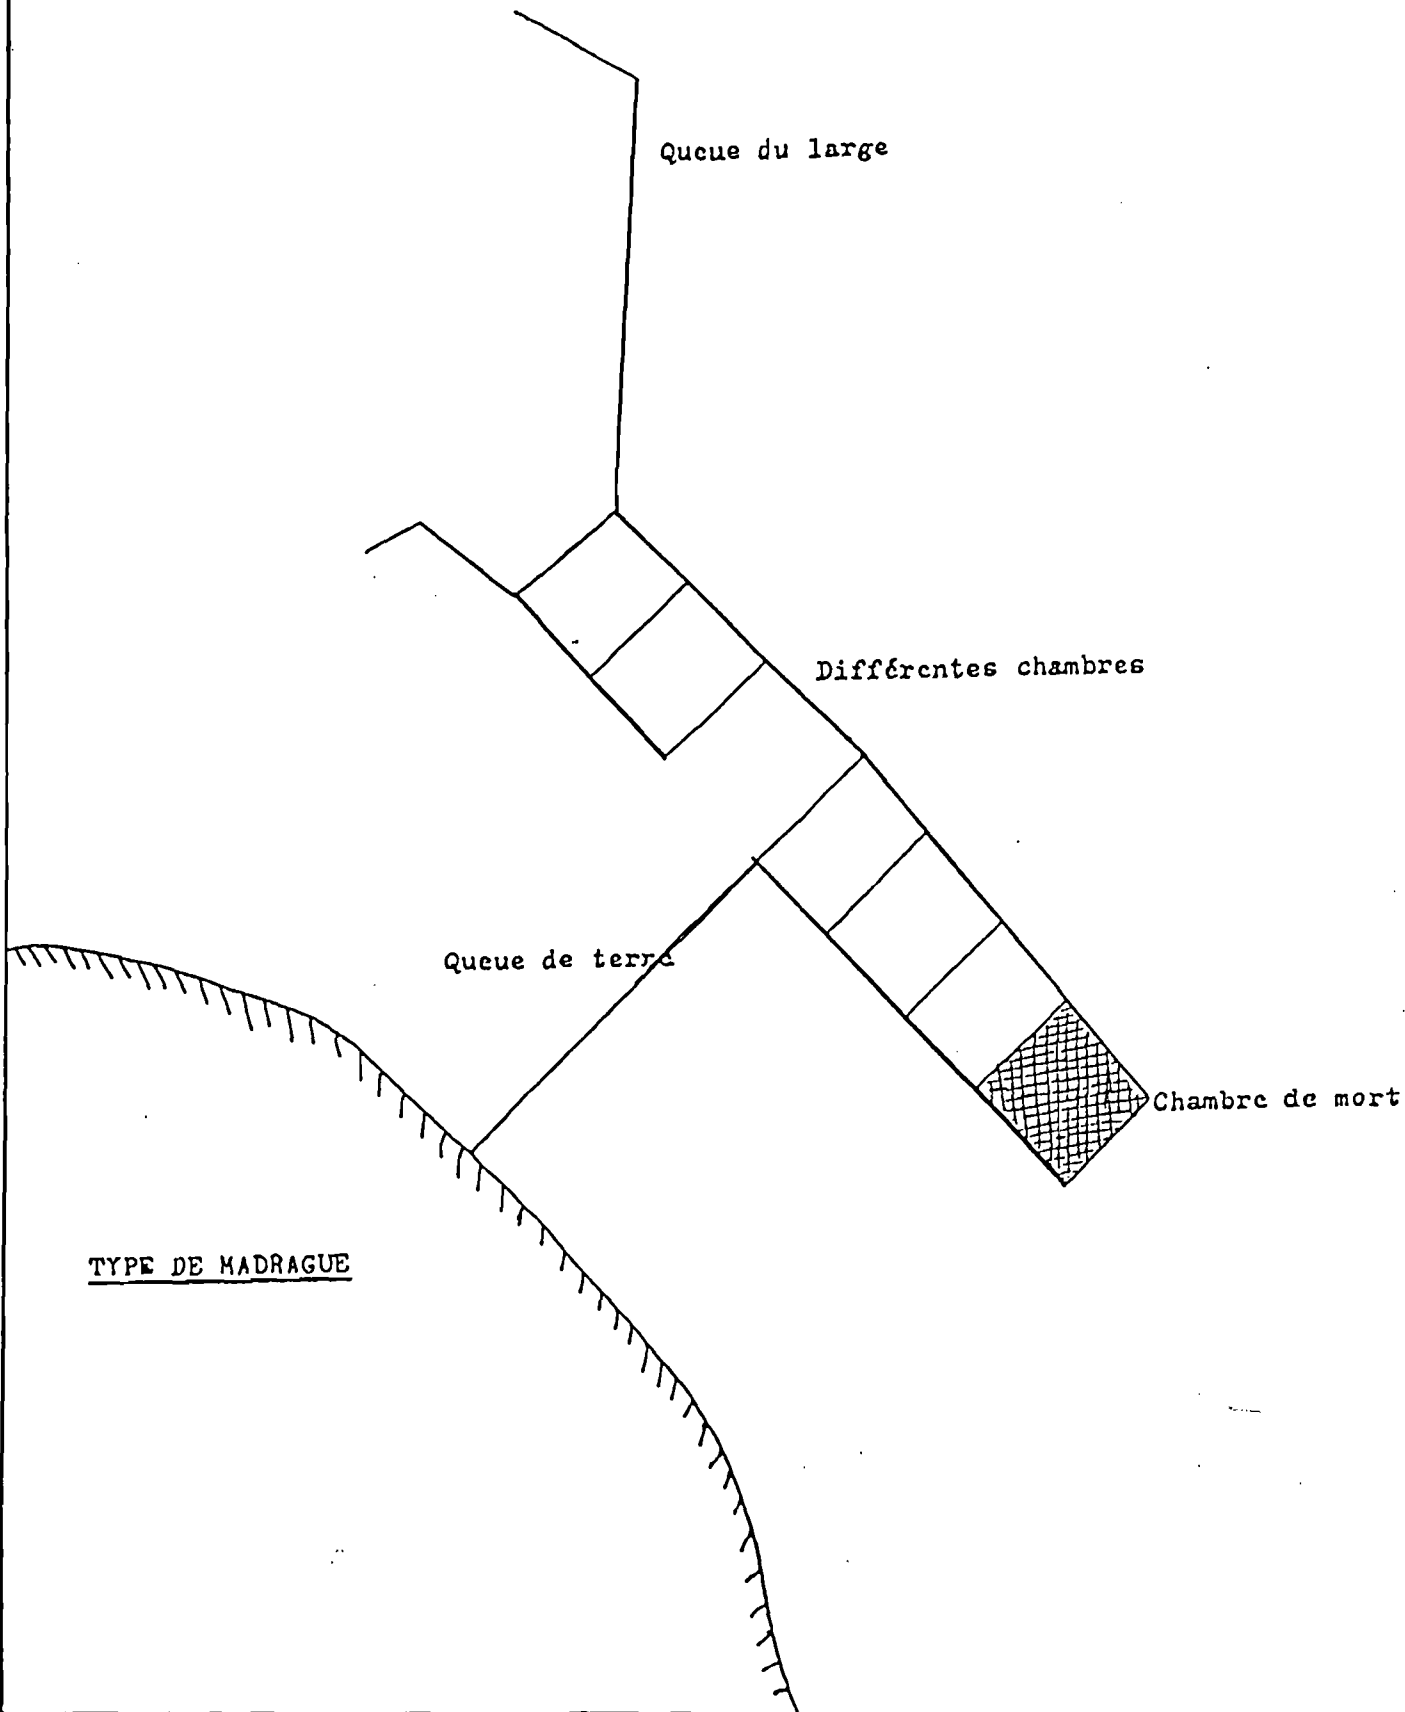 Queue du large
Différentes chambres
Queue de terre
Chambre de mort
TYPE DE MADRAGUE